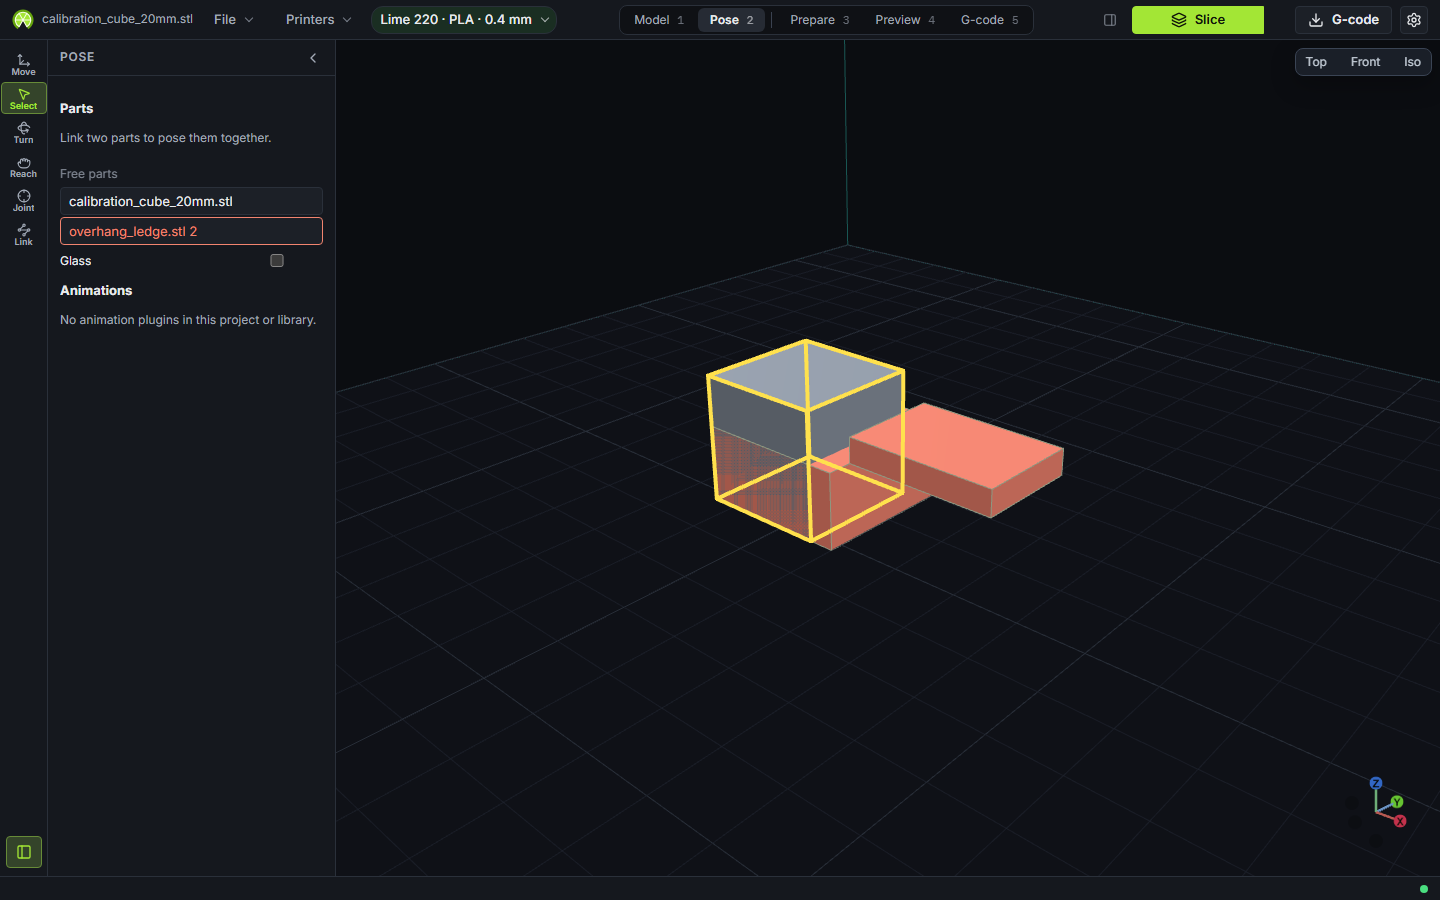 calibration_cube_20mm.stl File Printers Lime 220 · PLA · 0.4 mm Model 1 Pose 2 Prepare 3 Preview 4 G-code 5 Slice G-code
Move
Select
Turn
Reach
Joint
Link
POSE
Parts
Link two parts to pose them together.
Free parts
calibration_cube_20mm.stl
overhang_ledge.stl 2
Glass
Animations
No animation plugins in this project or library.
Top Front Iso
Z
Y
X